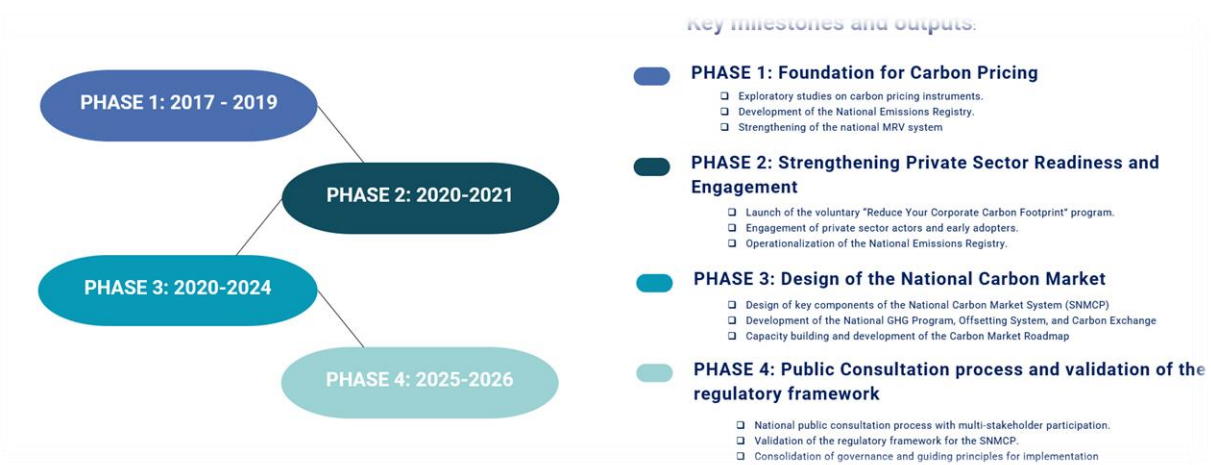 PHASE 1: 2017 - 2019
PHASE 2: 2020-2021
PHASE 3: 2020-2024
PHASE 4: 2025-2026
Key milestones and outputs:
PHASE 1: Foundation for Carbon Pricing
❑ Exploratory studies on carbon pricing instruments.
❑ Development of the National Emissions Registry.
❑ Strengthening of the national MRV system
PHASE 2: Strengthening Private Sector Readiness and
Engagement
❑ Launch of the voluntary "Reduce Your Corporate Carbon Footprint" program.
❑ Engagement of private sector actors and early adopters.
❑ Operationalization of the National Emissions Registry.
PHASE 3: Design of the National Carbon Market
❑ Design of key components of the National Carbon Market System (SNMCP)
❑ Development of the National GHG Program, Offsetting System, and Carbon Exchange
❑ Capacity building and development of the Carbon Market Roadmap
PHASE 4: Public Consultation process and validation of the
regulatory framework
❑ National public consultation process with multi-stakeholder participation.
❑ Validation of the regulatory framework for the SNMCP.
❑ Consolidation of governance and guiding principles for implementation